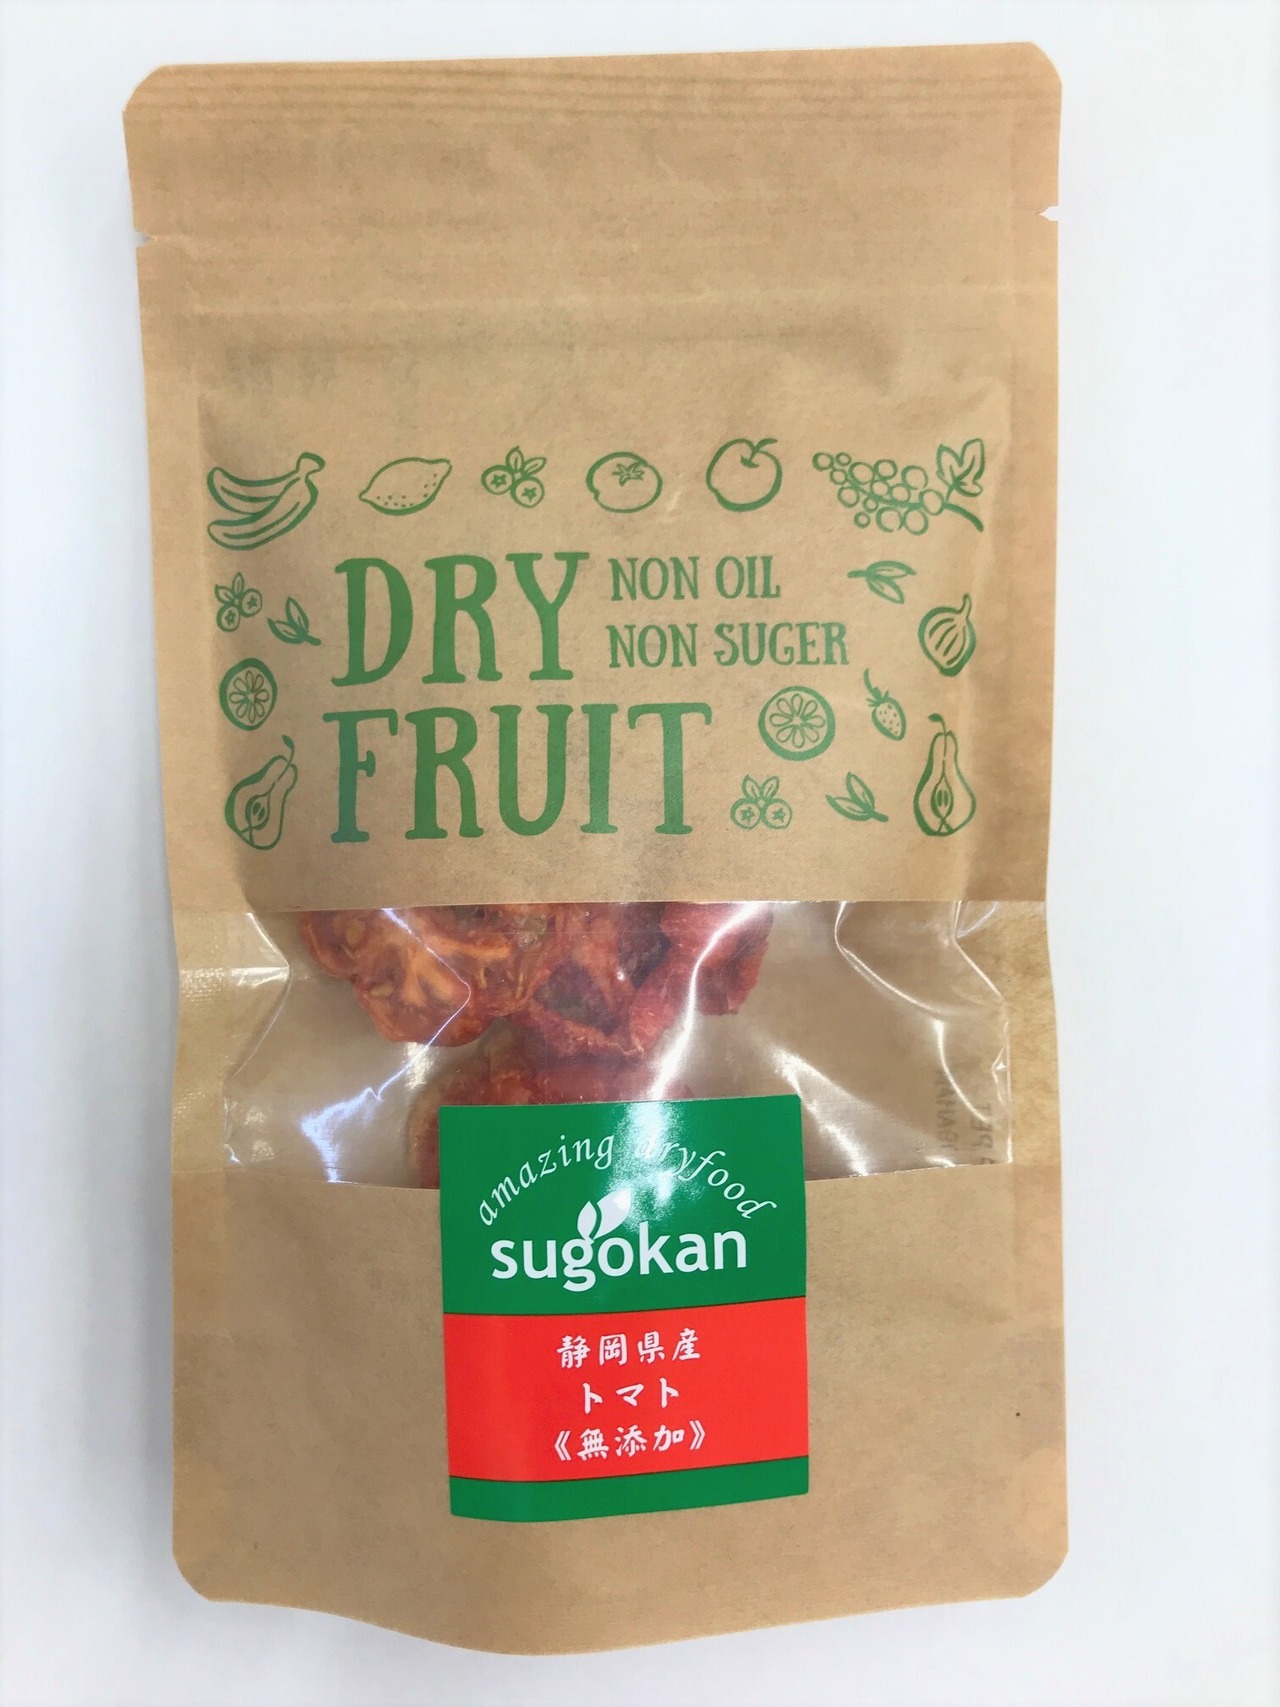 DRY
NON OIL
NON SUGER
FRUIT
amazing dryfood
sugokan
静岡県産
トマト
《無添加》